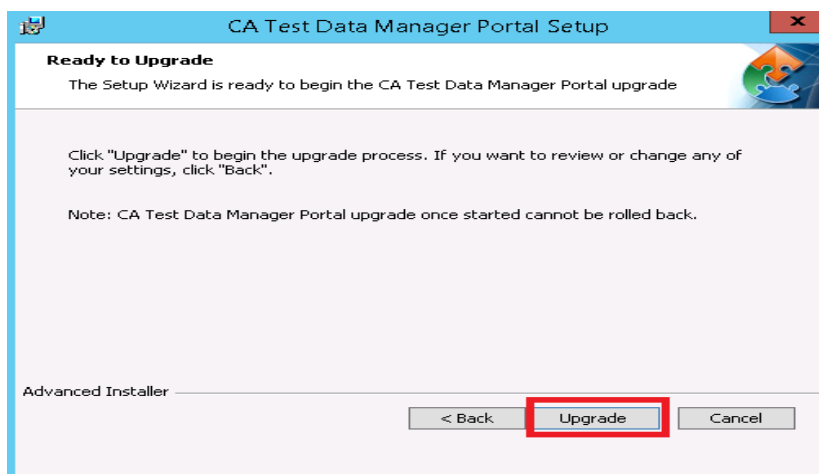 CA Test Data Manager Portal Setup
x
Ready to Upgrade
The Setup Wizard is ready to begin the CA Test Data Manager Portal upgrade
Click "Upgrade" to begin the upgrade process. If you want to review or change any of
your settings, click "Back".
Note: CA Test Data Manager Portal upgrade once started cannot be rolled back.
Advanced Installer
< Back Upgrade Cancel